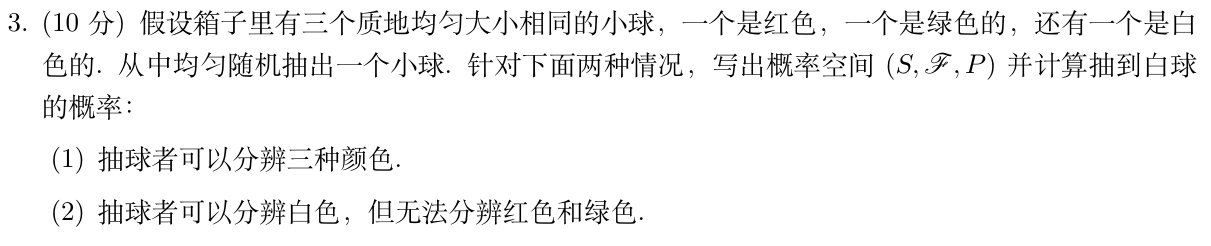 3. (10 分) 假设箱子里有三个质地均匀大小相同的小球，一个是红色，一个是绿色的，还有一个是白
色的. 从中均匀随机抽出一个小球. 针对下面两种情况，写出概率空间 (S, ℱ, P) 并计算抽到白球
的概率：
(1) 抽球者可以分辨三种颜色.
(2) 抽球者可以分辨白色，但无法分辨红色和绿色.